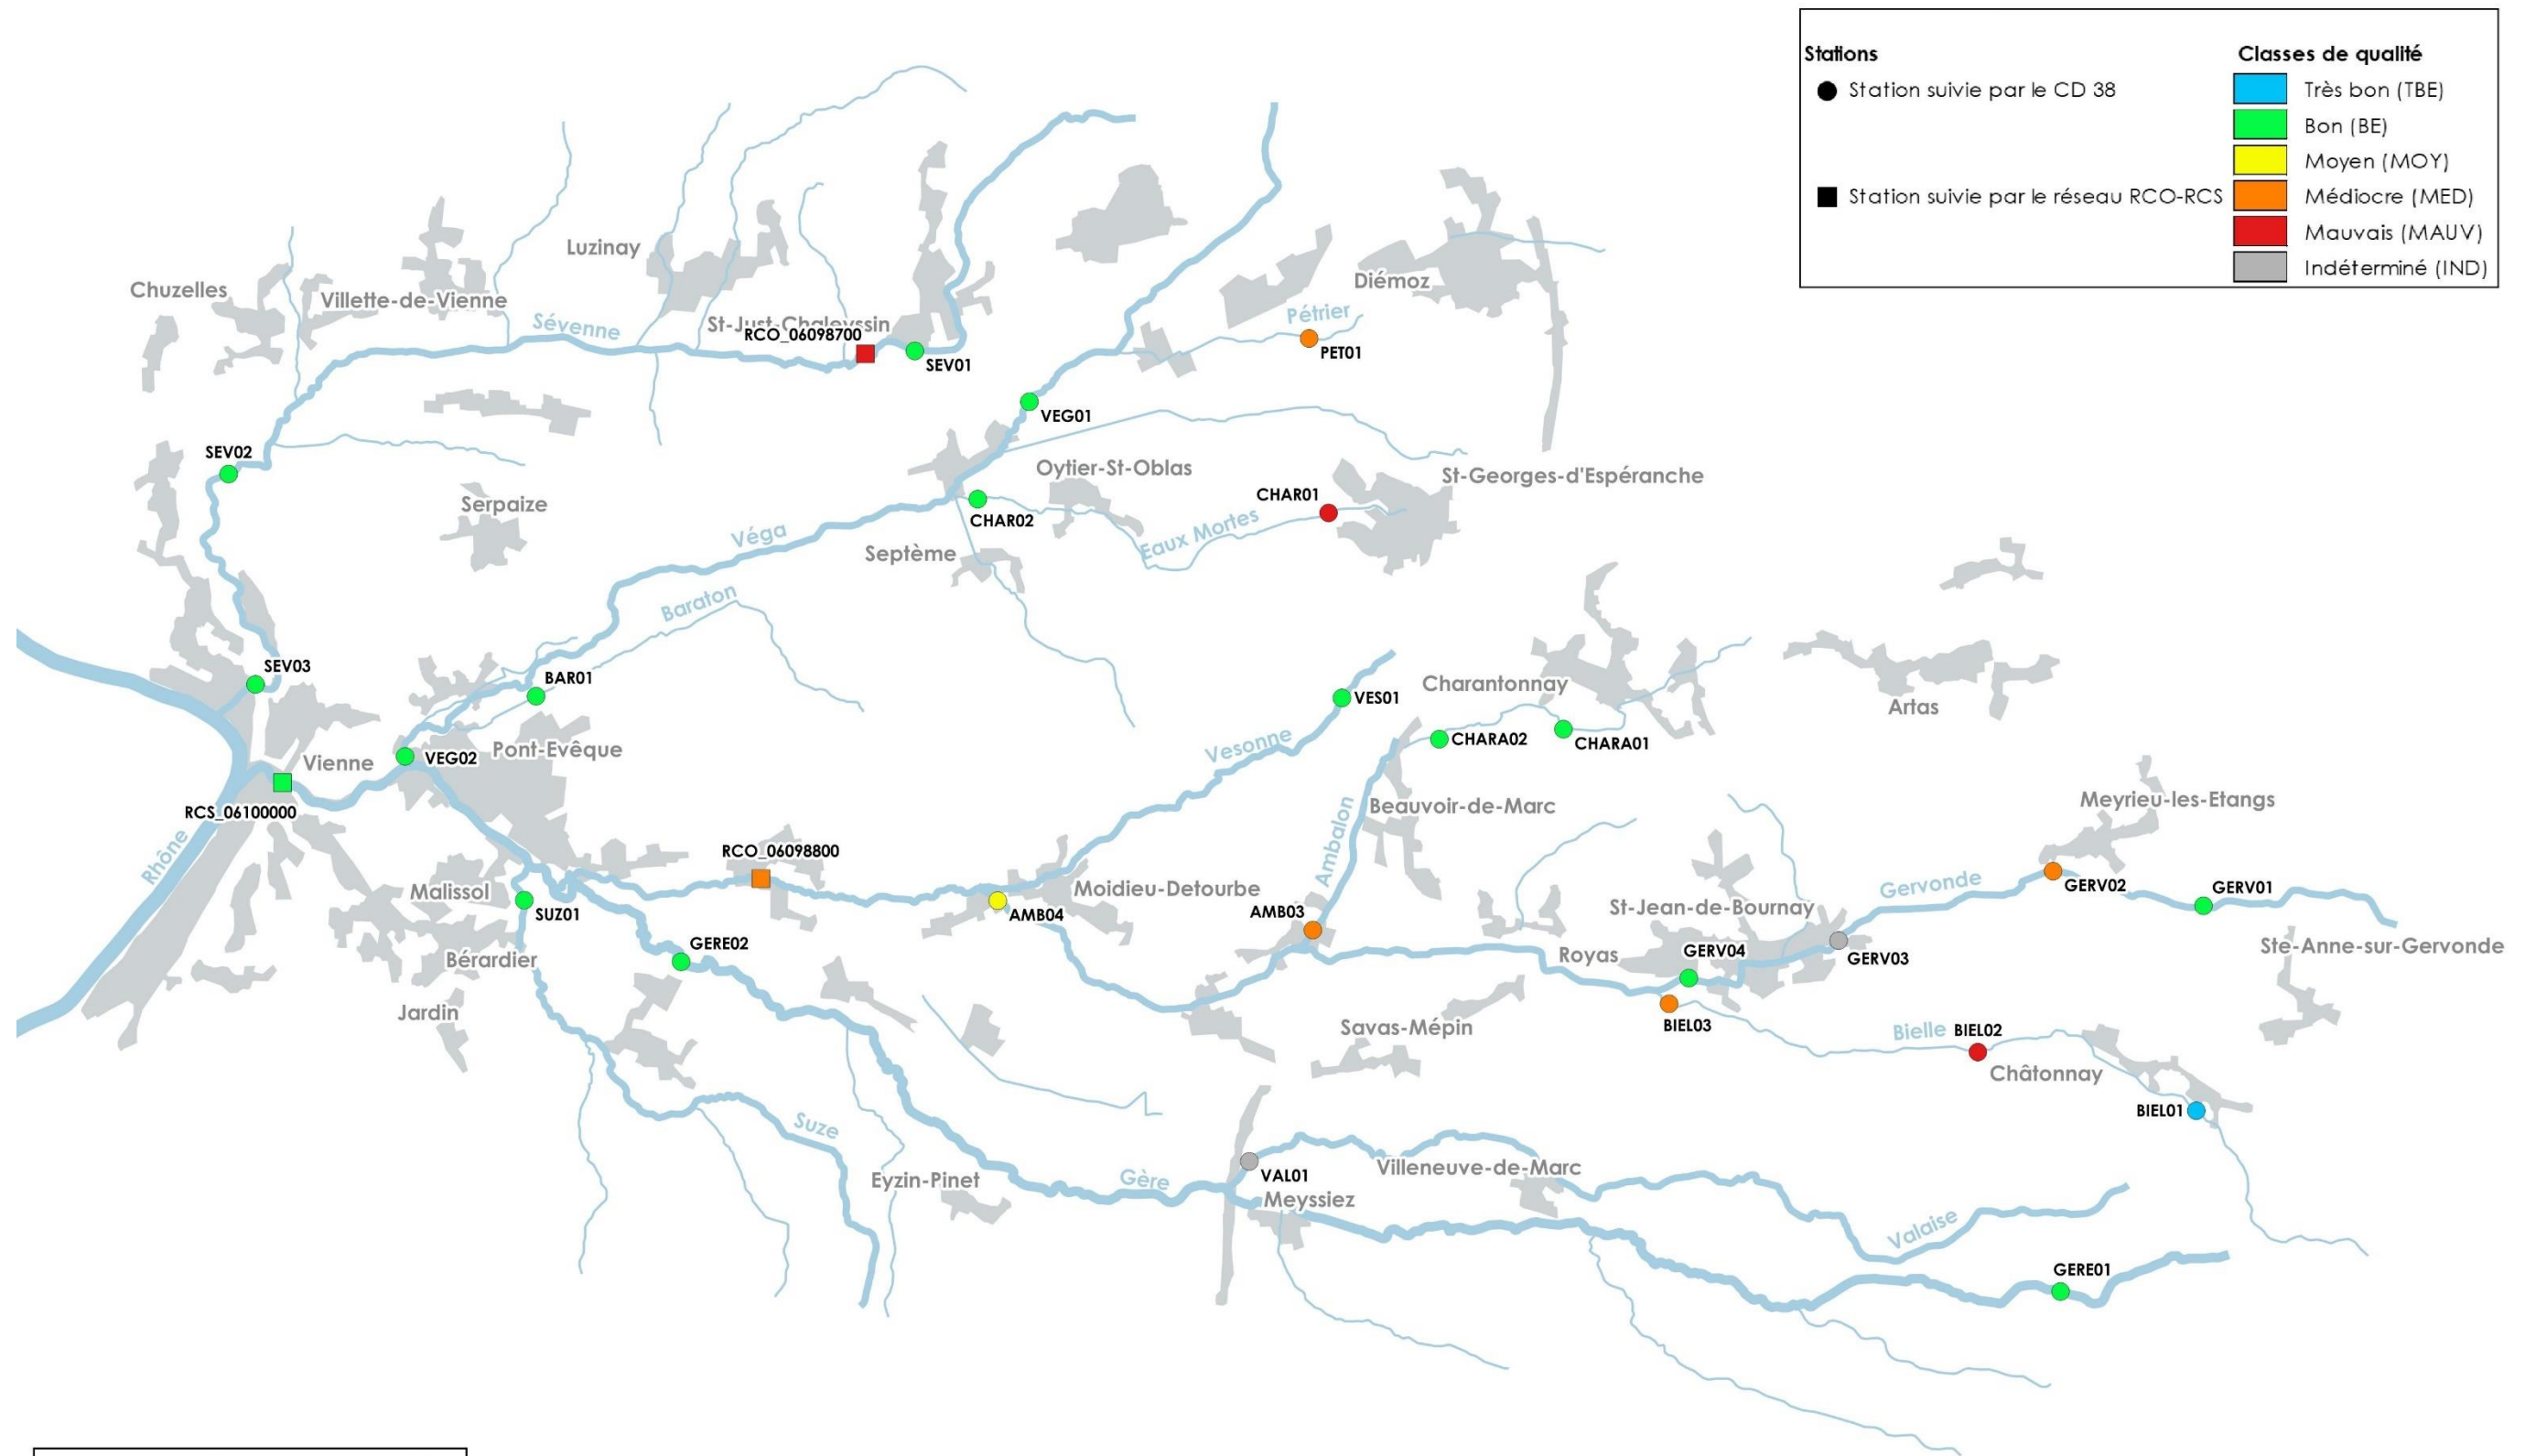 Stations
Station suivie par le CD 38
Station suivie par le réseau RCO-RCS
Classes de qualité
Très bon (TBE)
Bon (BE)
Moyen (MOY)
Médiocre (MED)
Mauvais (MAUV)
Indéterminé (IND)
Luzinay
Chuzelles
Villette-de-Vienne
Sévenne
St-Just-Chaleyssin
RCO_06098700
SEV01
Diémoz
Pétrier
PET01
VEG01
SEV02
Serpaize
Oytier-St-Oblas
St-Georges-d'Espéranche
CHAR01
CHAR02
Eaux Mortes
Véga
Septème
Baraton
SEV03
BAR01
VES01
Charantonnay
CHARA02
CHARA01
Artas
Vesonne
Vienne
VEG02
Pont-Evêque
RCS_06100000
Rhône
Beauvoir-de-Marc
Ambalon
Meyrieu-les-Etangs
RCO_06098800
Malissol
SUZ01
Moidieu-Detourbe
AMB04
AMB03
St-Jean-de-Bournay
Gervonde
GERV02
GERV01
GERE02
Bérardier
Royas
GERV04
GERV03
Ste-Anne-sur-Gervonde
Jardin
Savas-Mépin
BIEL03
Bielle
BIEL02
Châtonnay
BIEL01
Suze
Eyzin-Pinet
Gère
VAL01
Villeneuve-de-Marc
Meyssiez
Valaise
GERE01